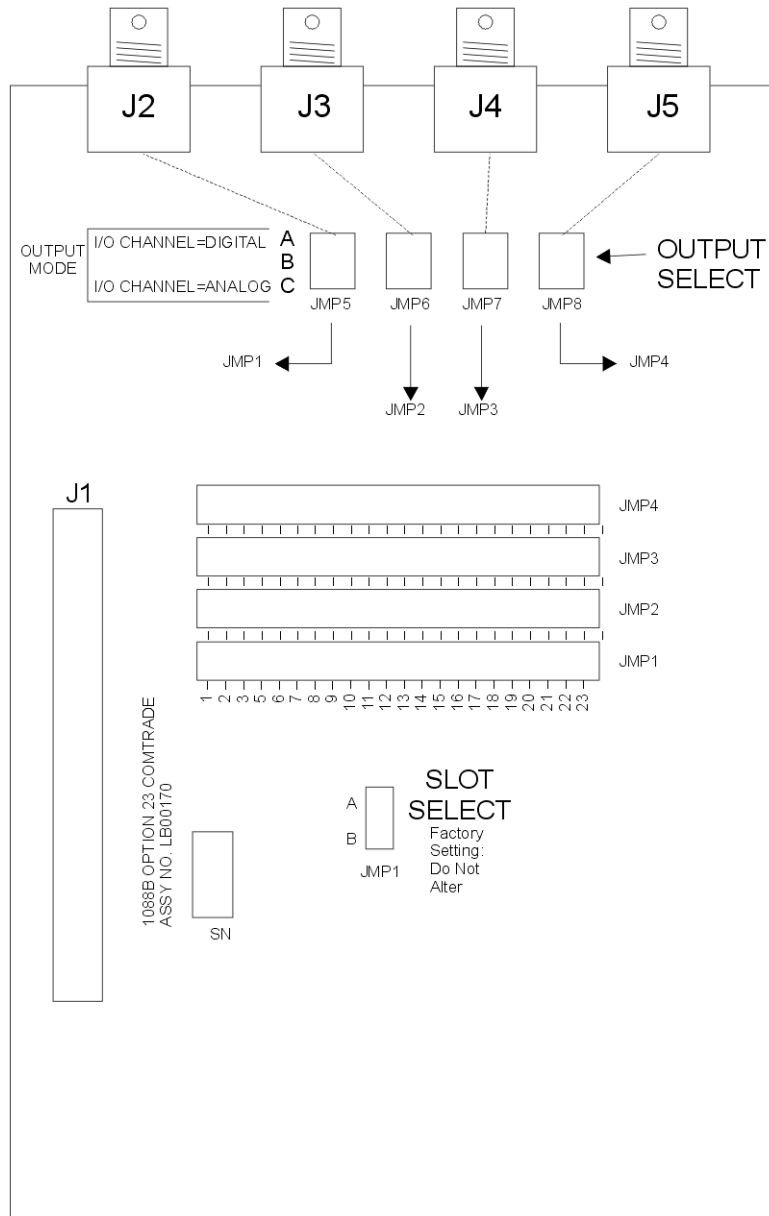 J2
J3
J4
J5
OUTPUT
MODE
I/O CHANNEL=DIGITAL A
B
I/O CHANNEL=ANALOG C
JMP5
JMP6
JMP7
JMP8
OUTPUT
SELECT
JMP1
JMP2
JMP3
JMP4
J1
JMP4
JMP3
JMP2
JMP1
1 2 3 5 6 7 8 9 10 11 12 13 14 15 16 17 18 19 20 21 22 23
1088B OPTION 23 COMTRADE
ASSY NO. LB00170
SN
A
B
JMP1
SLOT
SELECT
Factory
Setting:
Do Not
Alter